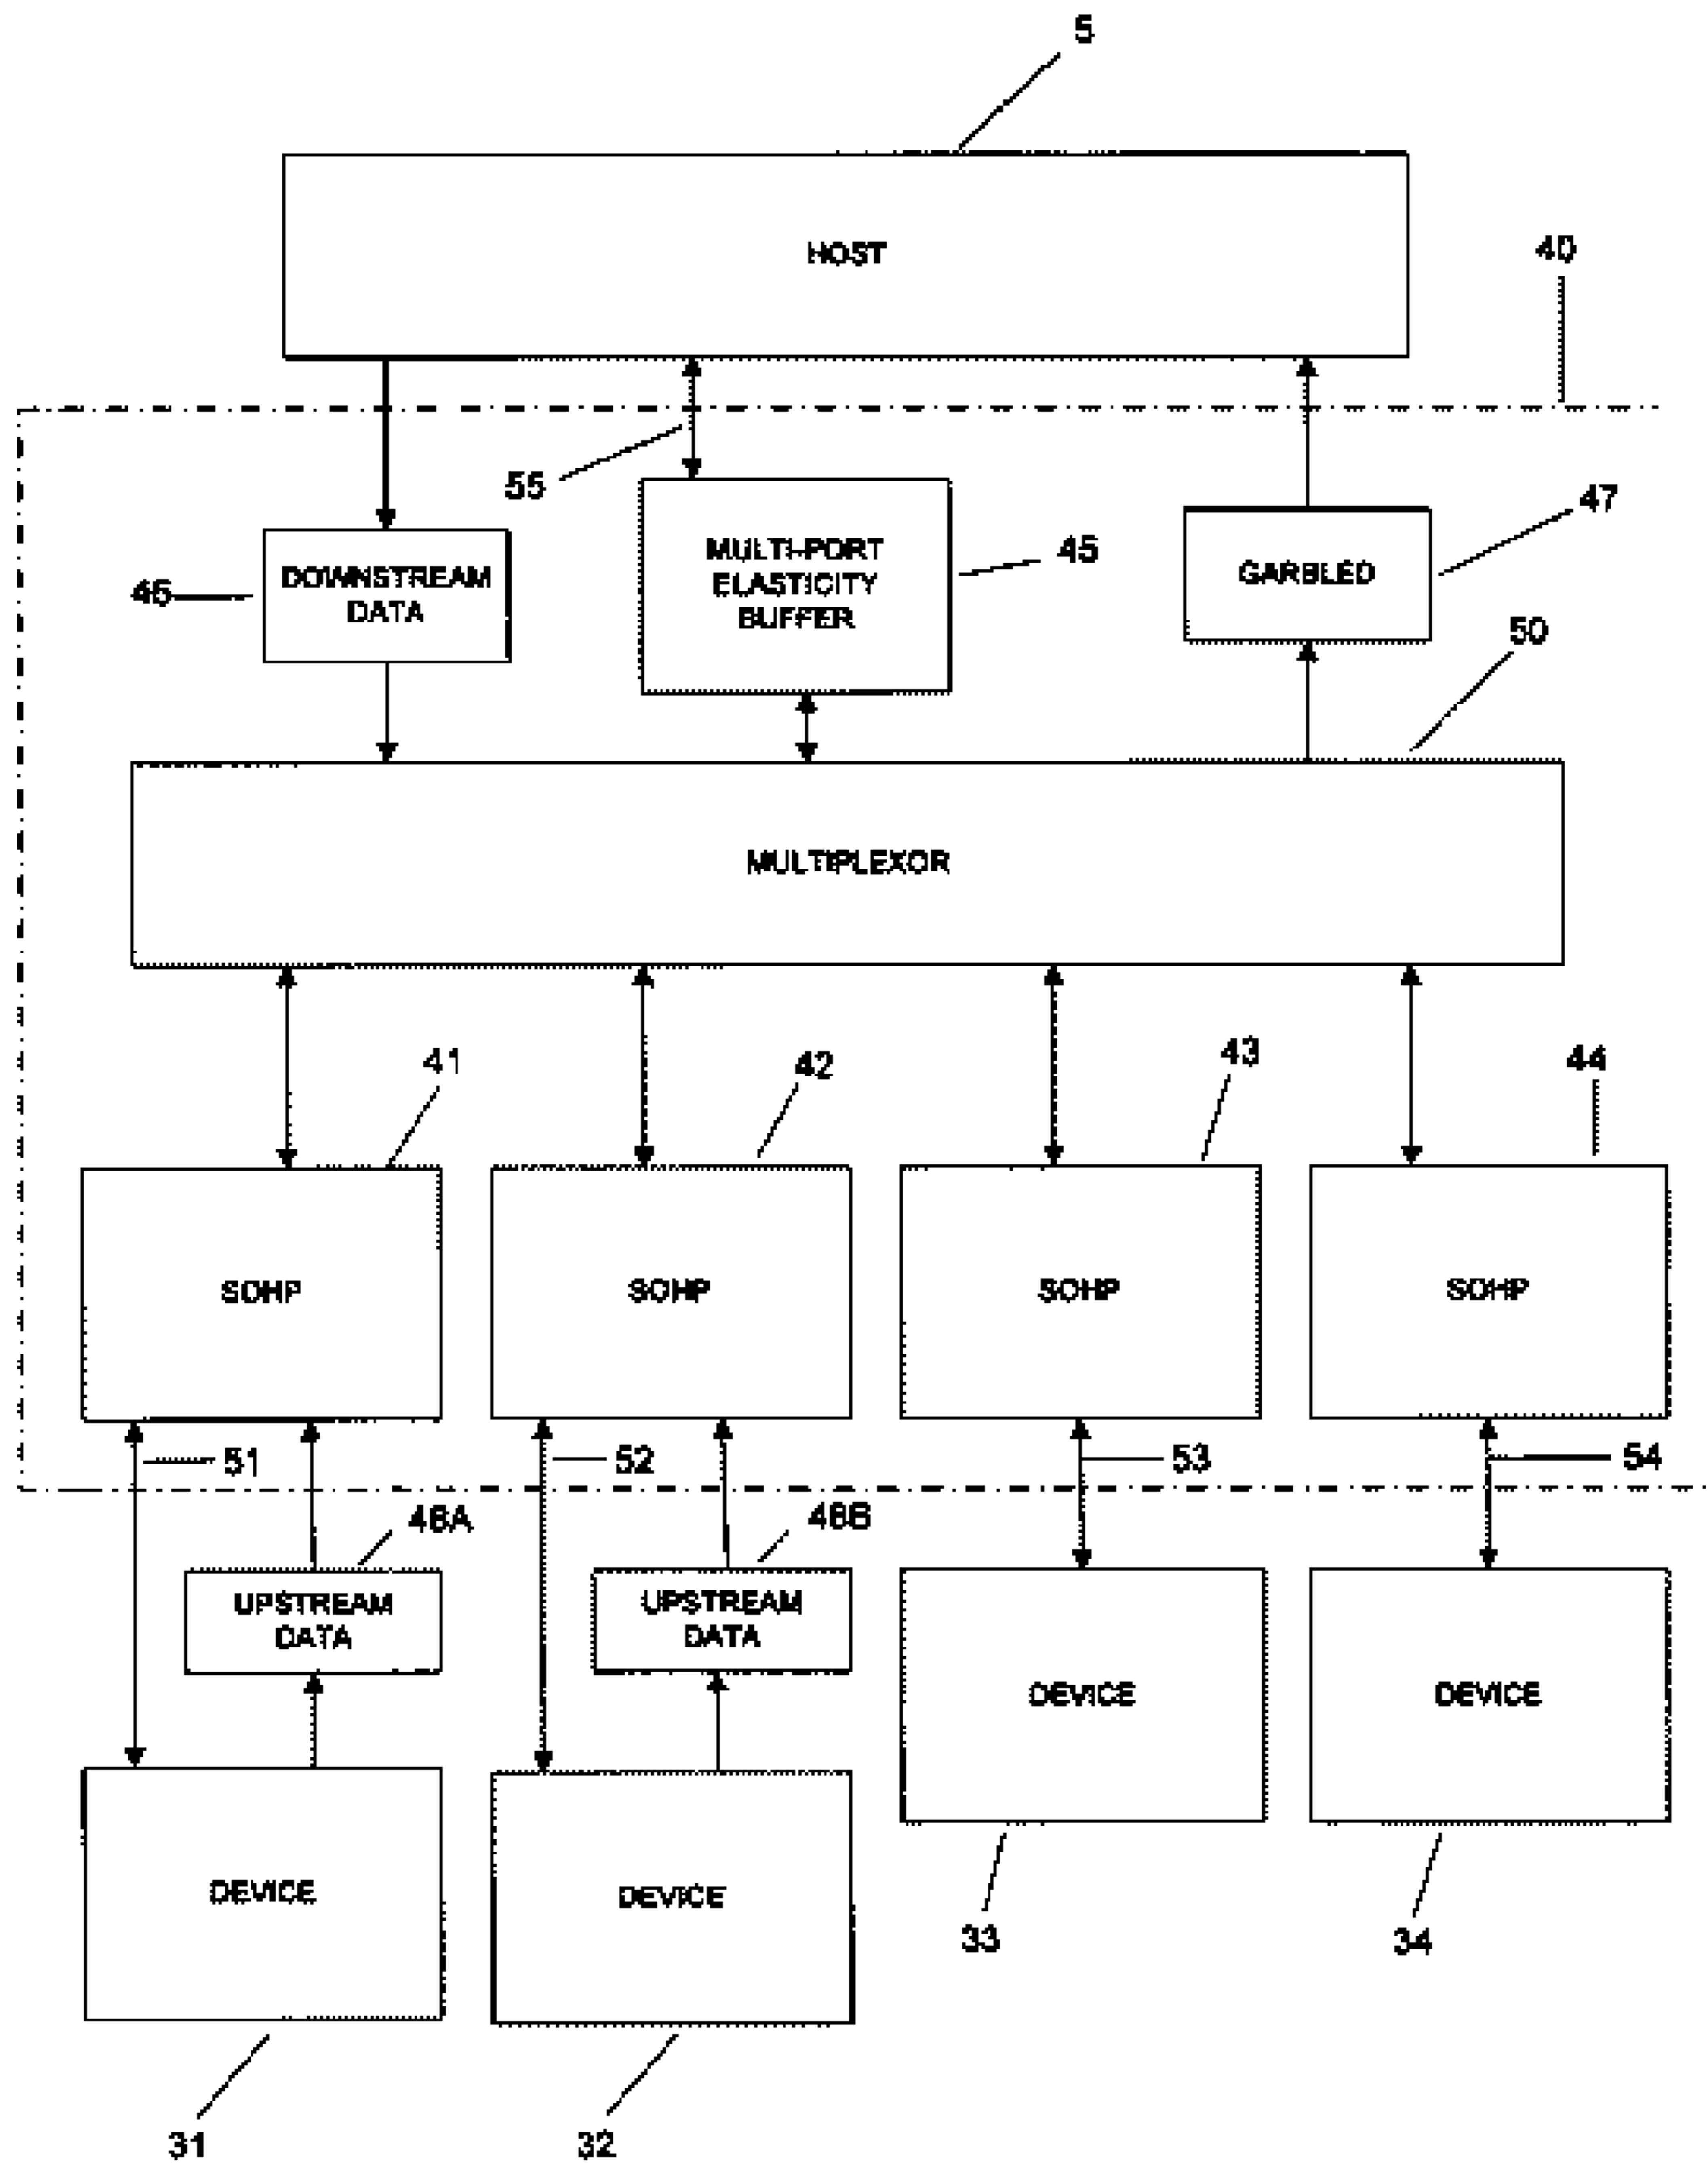 5
HOST
40
55
MULTI-PORT
ELASTICITY
BUFFER
45
47
GARBLED
46
DOWNSTREAM
DATA
50
MULTIPLEXOR
41
42
43
44
SOHP
SOHP
SOHP
SOHP
51
52
53
54
48A
48B
UPSTREAM
DATA
UPSTREAM
DATA
DEVICE
DEVICE
DEVICE
DEVICE
33
34
31
32